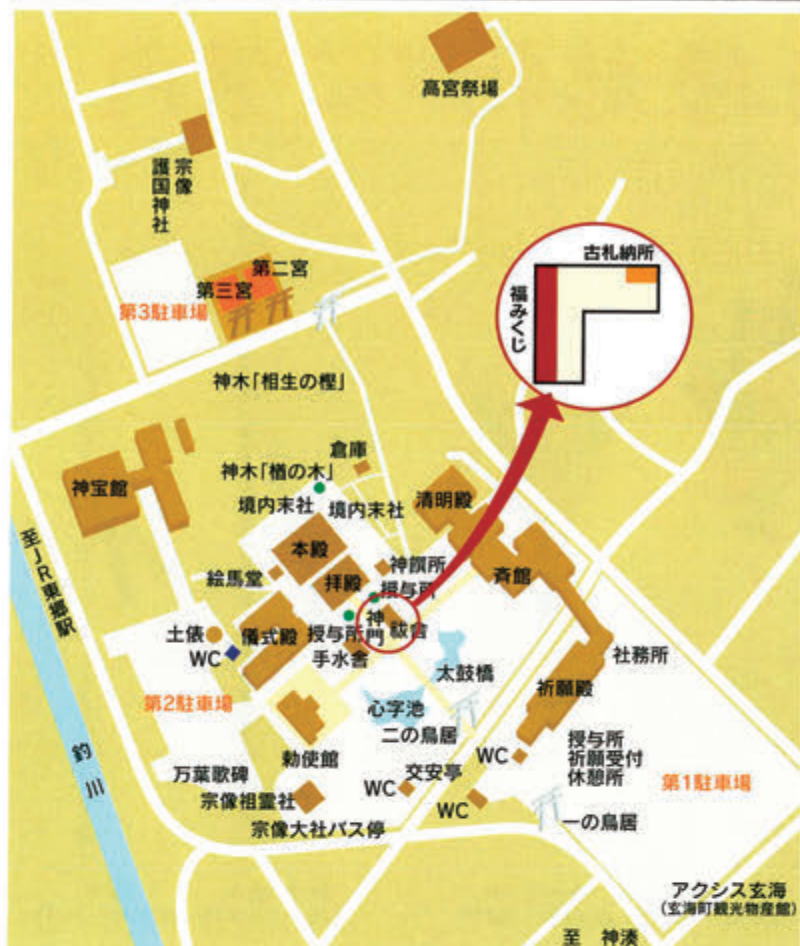 高宮祭場
宗像
護国神社
古札納所
福みくじ
第二宮
第三宮
第3駐車場
神木「相生の樫」
倉庫
神木「楢の木」
清明殿
神宝館
境内末社
境内末社
本殿
神饌所
斉館
絵馬堂
拝殿
授与所
至JR東郷駅
神門
祓舎
土俵
儀式殿
授与所
手水舎
WC
社務所
太鼓橋
祈願殿
第2駐車場
心字池
二の鳥居
勅使館
授与所
祈願受付
休憩所
WC
釣川
万葉歌碑
交安亭
WC
第1駐車場
宗像祖霊社
WC
一の鳥居
宗像大社バス停
アクシス玄海
(玄海町観光物産館)
至 神湊